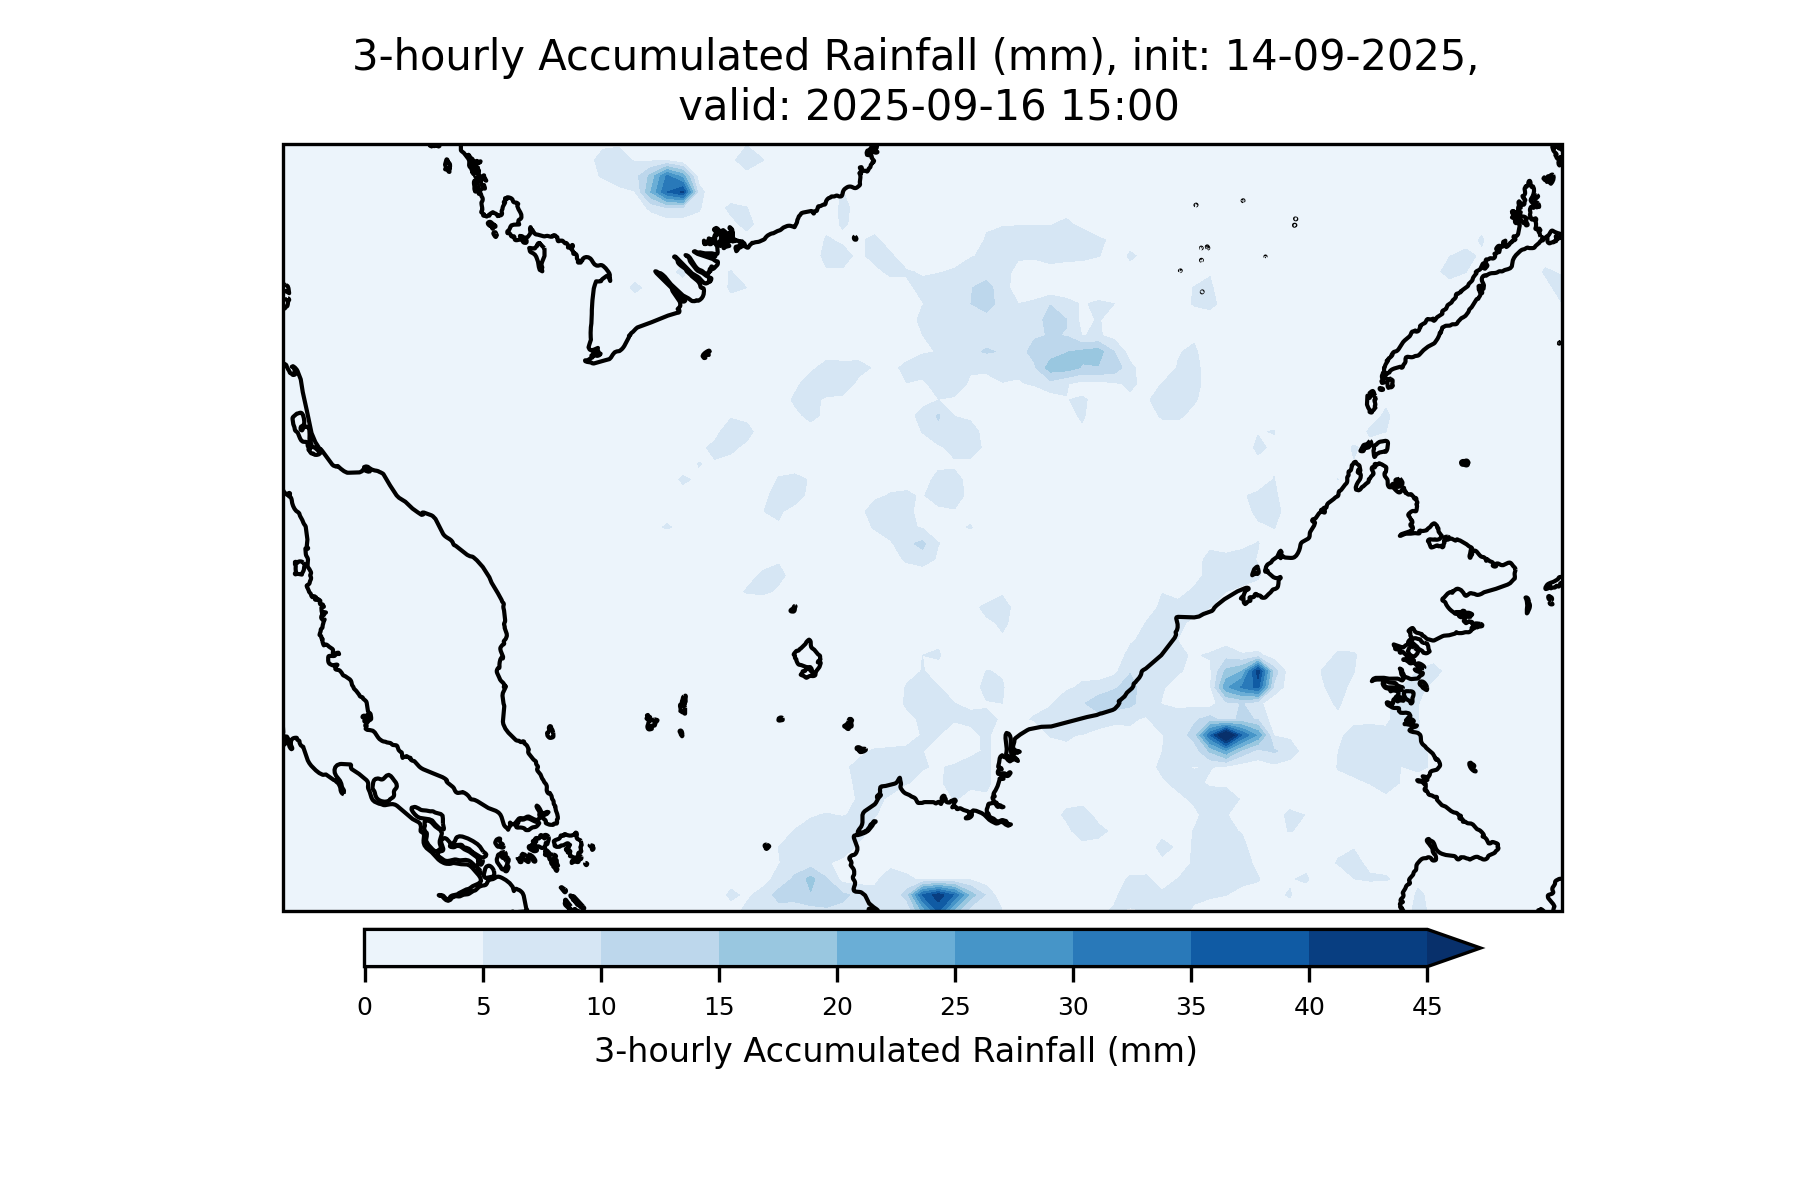 3-hourly Accumulated Rainfall (mm), init: 14-09-2025,
valid: 2025-09-16 15:00
0 5 10 15 20 25 30 35 40 45
3-hourly Accumulated Rainfall (mm)